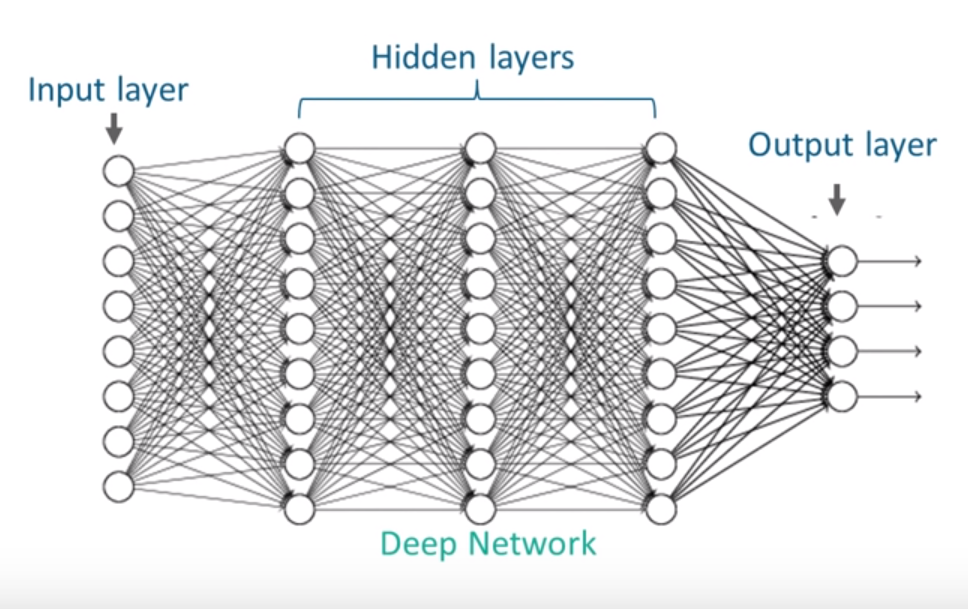 Hidden layers
Input layer
Output layer
Deep Network